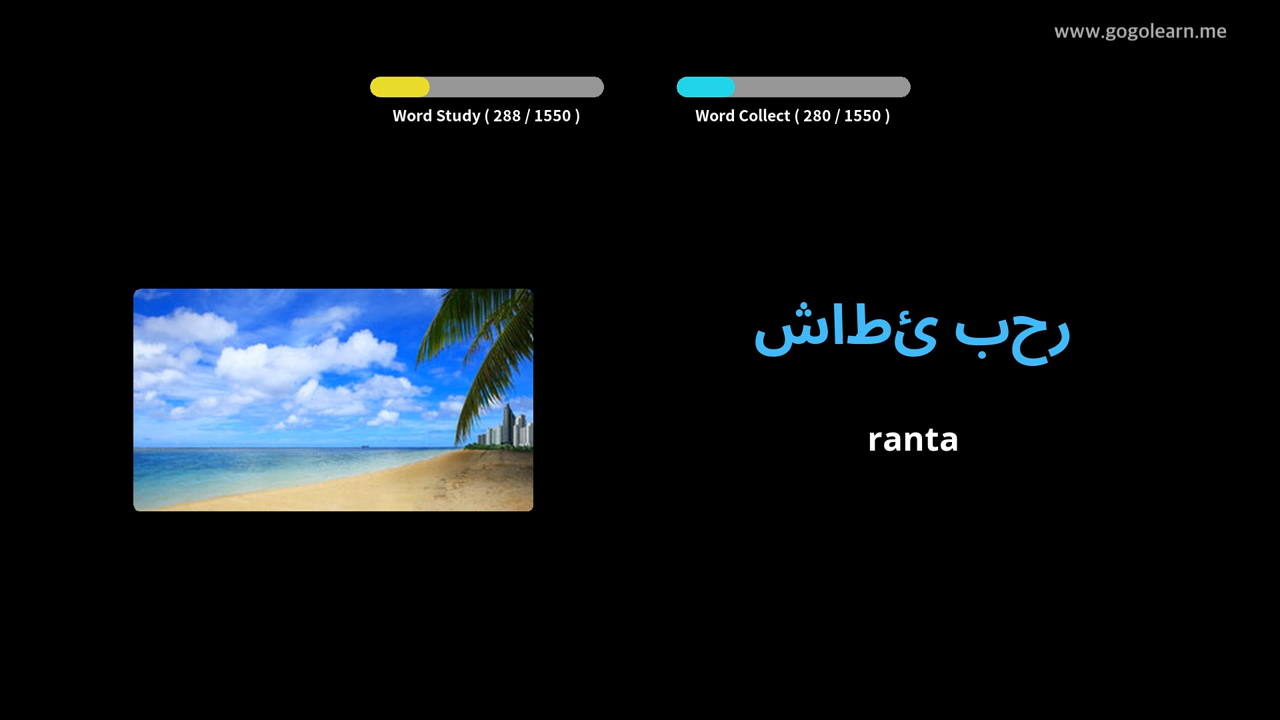 www.gogolearn.me
Word Study ( 288 / 1550 )
Word Collect ( 280 / 1550 )
رحب ئطاش
ranta